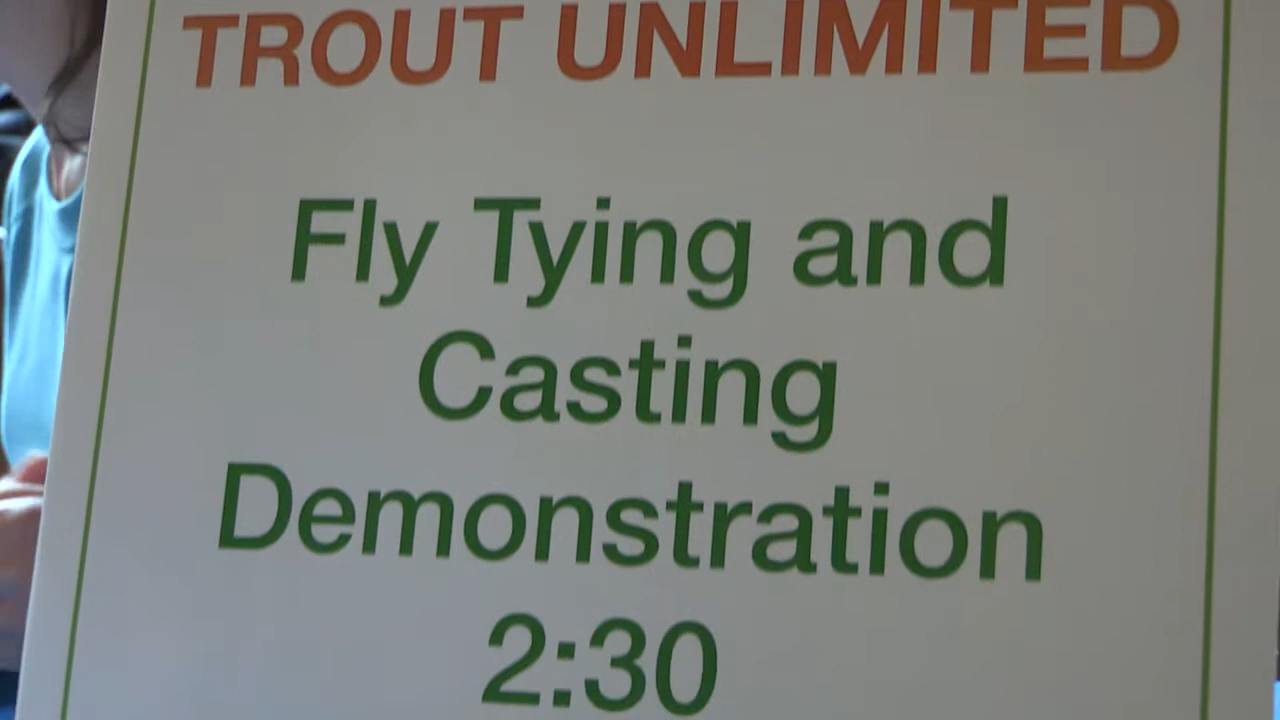 TROUT UNLIMITED
Fly Tying and
Casting
Demonstration
2:30